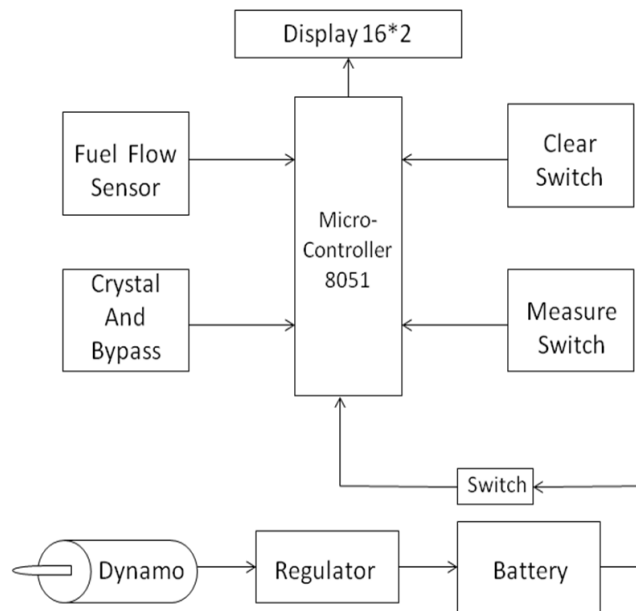 Display 16*2
Fuel Flow
Sensor
Clear
Switch
Micro-
Controller
8051
Crystal
And
Bypass
Measure
Switch
Switch
Dynamo
Regulator
Battery